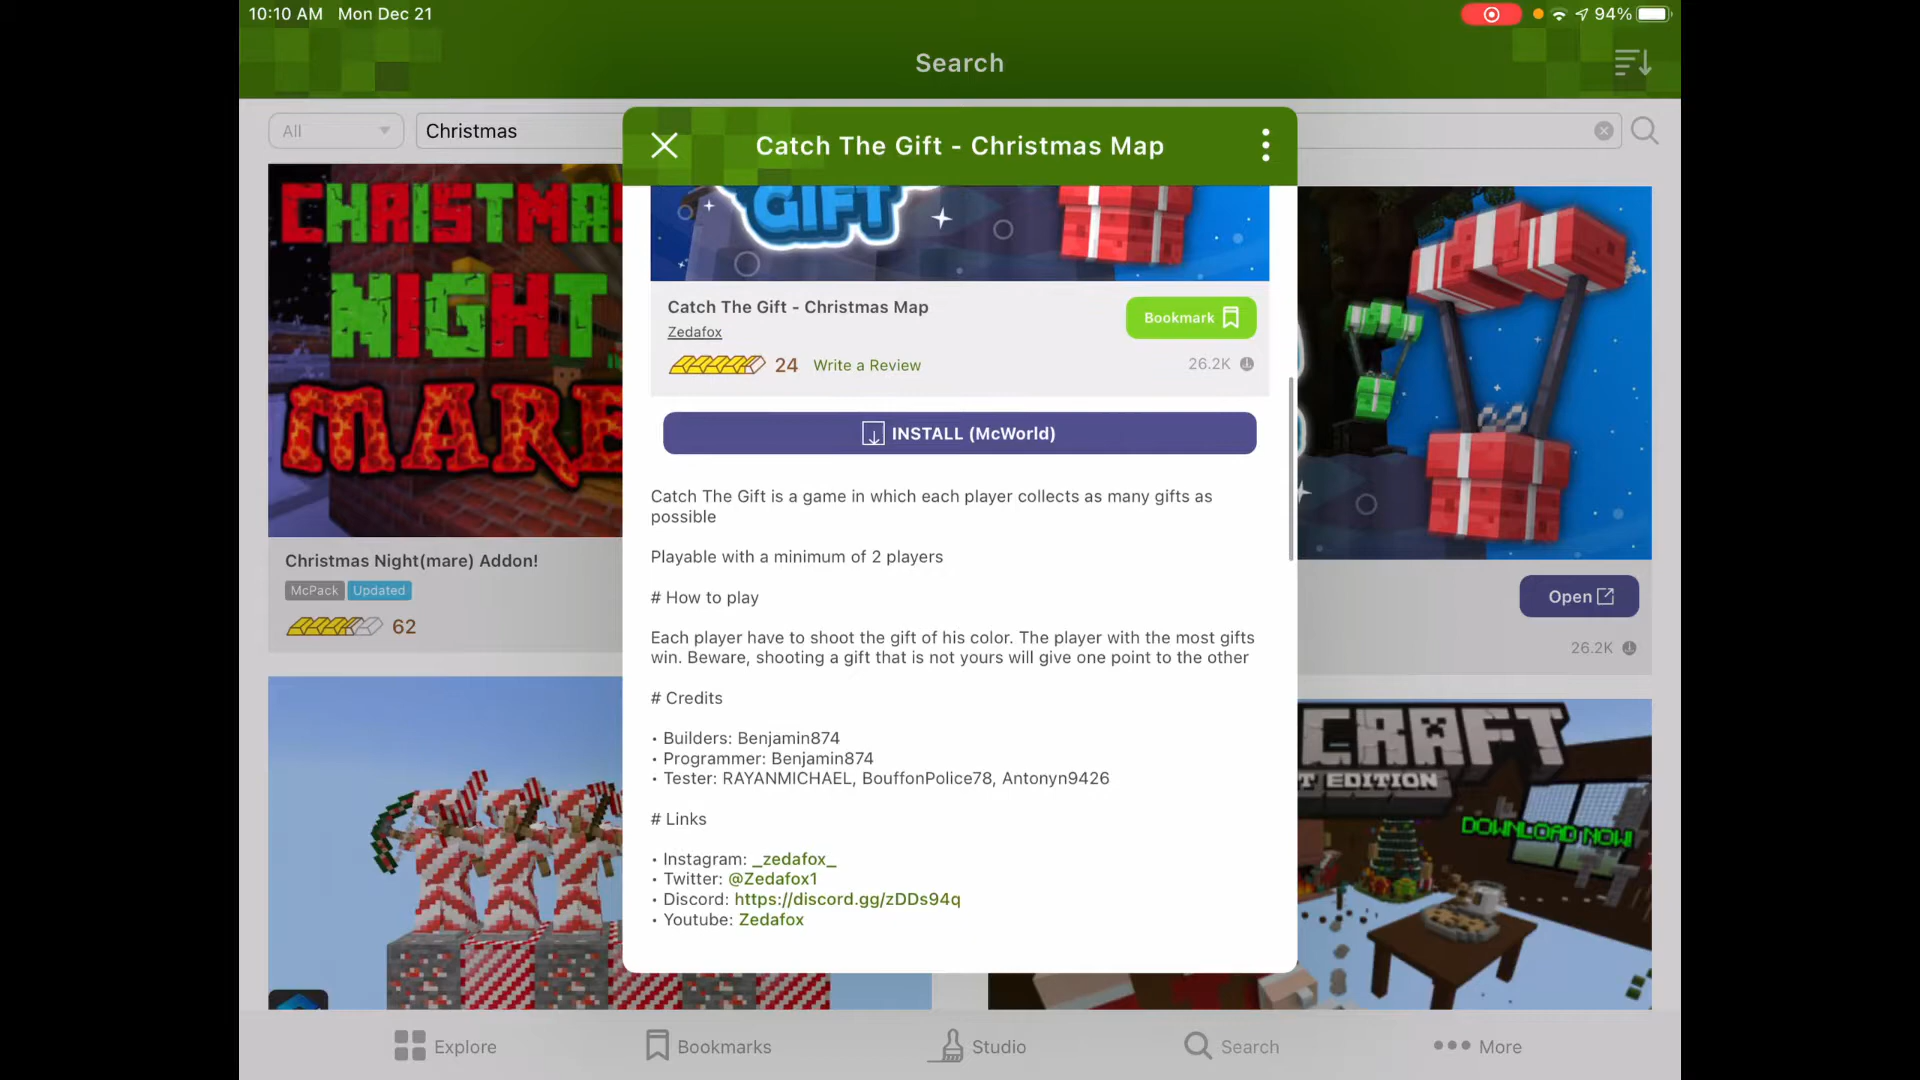 10:10 AM Mon Dec 21
94%
Search
All
Christmas
Catch The Gift - Christmas Map
GIFT
Catch The Gift - Christmas Map
Zedafox
Bookmark
24 Write a Review
26.2K
INSTALL (McWorld)
Catch The Gift is a game in which each player collects as many gifts as
possible
Playable with a minimum of 2 players
# How to play
Each player have to shoot the gift of his color. The player with the most gifts
win. Beware, shooting a gift that is not yours will give one point to the other
# Credits
• Builders: Benjamin874
• Programmer: Benjamin874
• Tester: RAYANMICHAEL, BouffonPolice78, Antonyn9426
# Links
• Instagram: _zedafox_
• Twitter: @Zedafox1
• Discord: https://discord.gg/zDDs94q
• Youtube: Zedafox
CHRISTMA
NIGHT
MARE
Christmas Night(mare) Addon!
McPack Updated
62
Open
26.2K
CRAFT
T EDITION
DOWNLOAD NOW!
Explore
Bookmarks
Studio
Search
More